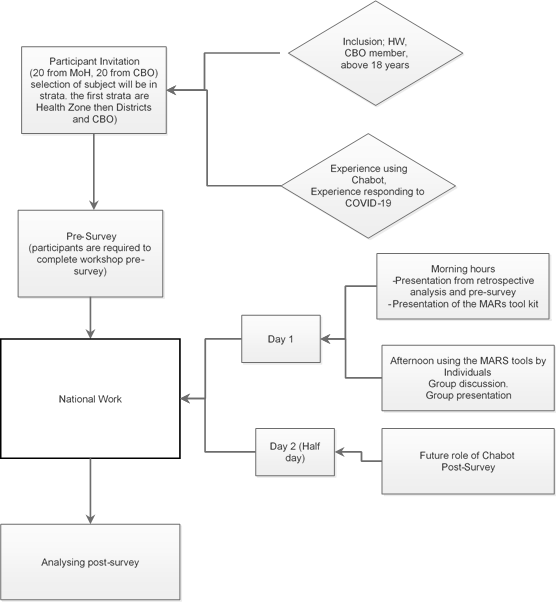 Participant Invitation
(20 from MoH, 20 from CBO)
selection of subject will be in
strata. the first strata are
Health Zone then Districts
and CBO)
Inclusion; HW,
CBO member,
above 18 years
Experience using
Chabot,
Experience responding to
COVID-19
Pre-Survey
(participants are required to
complete workshop pre-
survey)
Morning hours
-Presentation from retrospective
analysis and pre-survey
-Presentation of the MARs tool kit
Day 1
Afternoon using the MARS tools by
Individuals
Group discussion.
Group presentation
National Work
Day 2 (Half
day)
Future role of Chabot
Post-Survey
Analysing post-survey